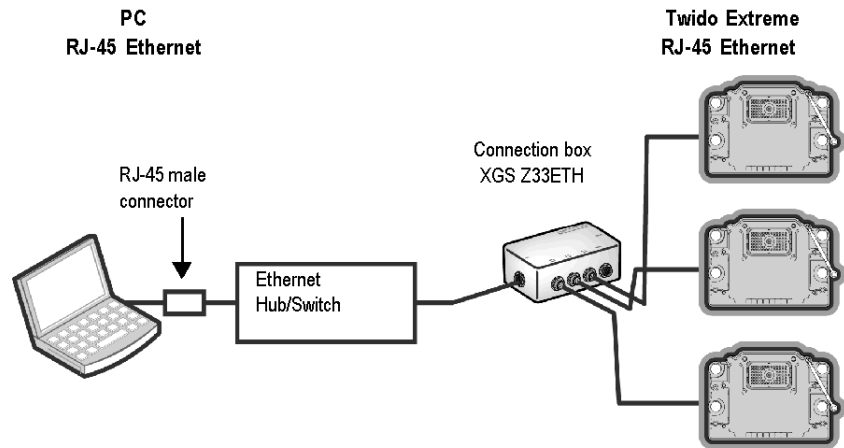 PC
RJ-45 Ethernet
Twido Extreme
RJ-45 Ethernet
RJ-45 male
connector
Connection box
XGS Z33ETH
Ethernet
Hub/Switch